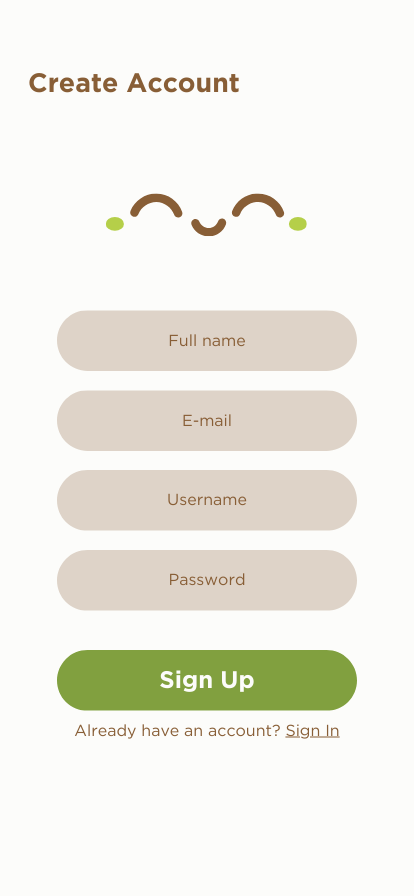 Create Account
Full name
E-mail
Username
Password
Sign Up
Already have an account? Sign In